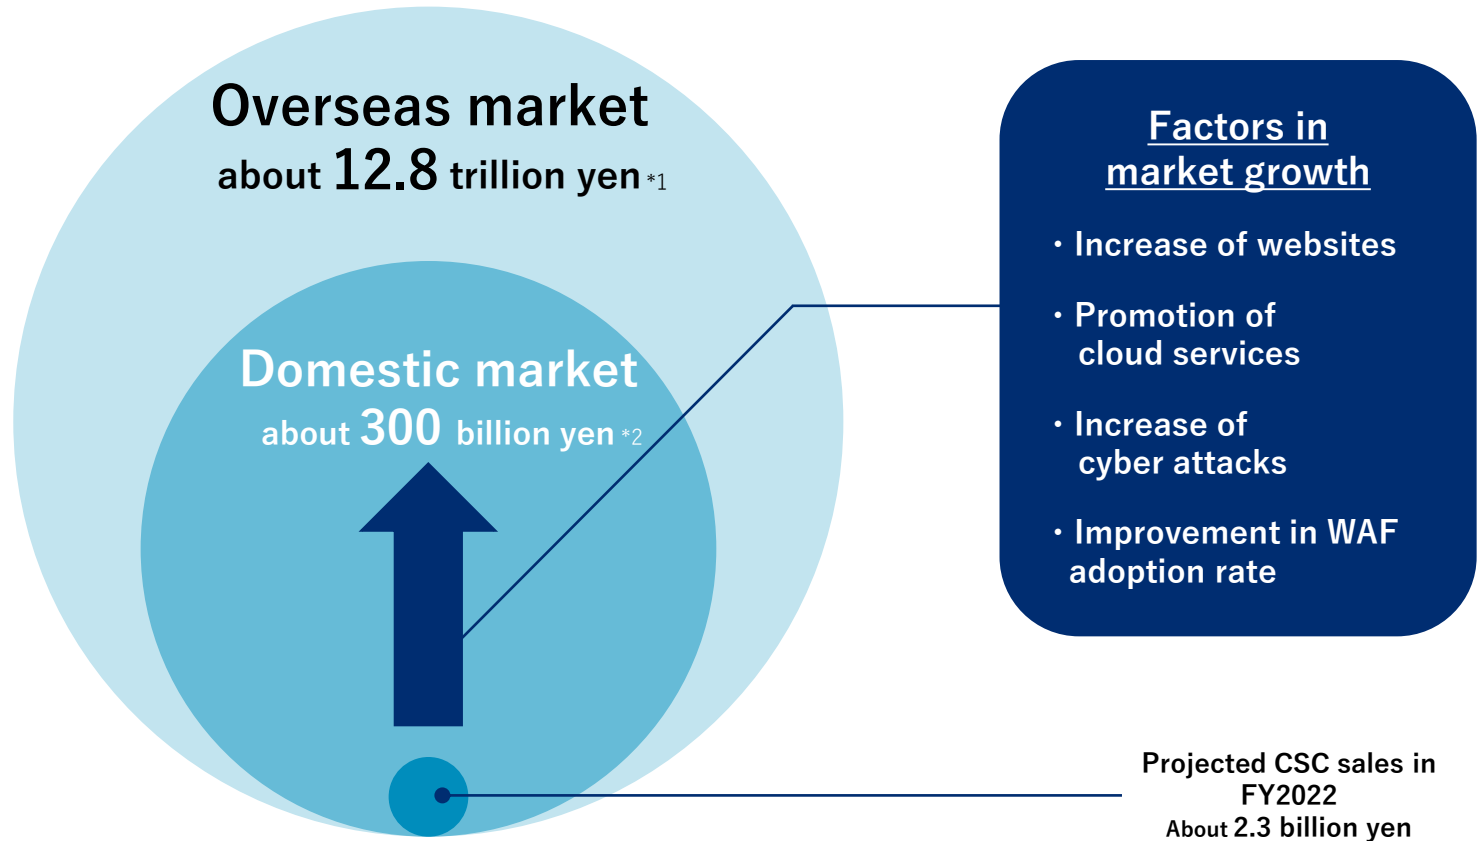 Overseas market
about 12.8 trillion yen *1
Domestic market
about 300 billion yen *2
Factors in
market growth
・Increase of websites
・Promotion of
cloud services
・Increase of
cyber attacks
・Improvement in WAF
adoption rate
Projected CSC sales in
FY2022
About 2.3 billion yen